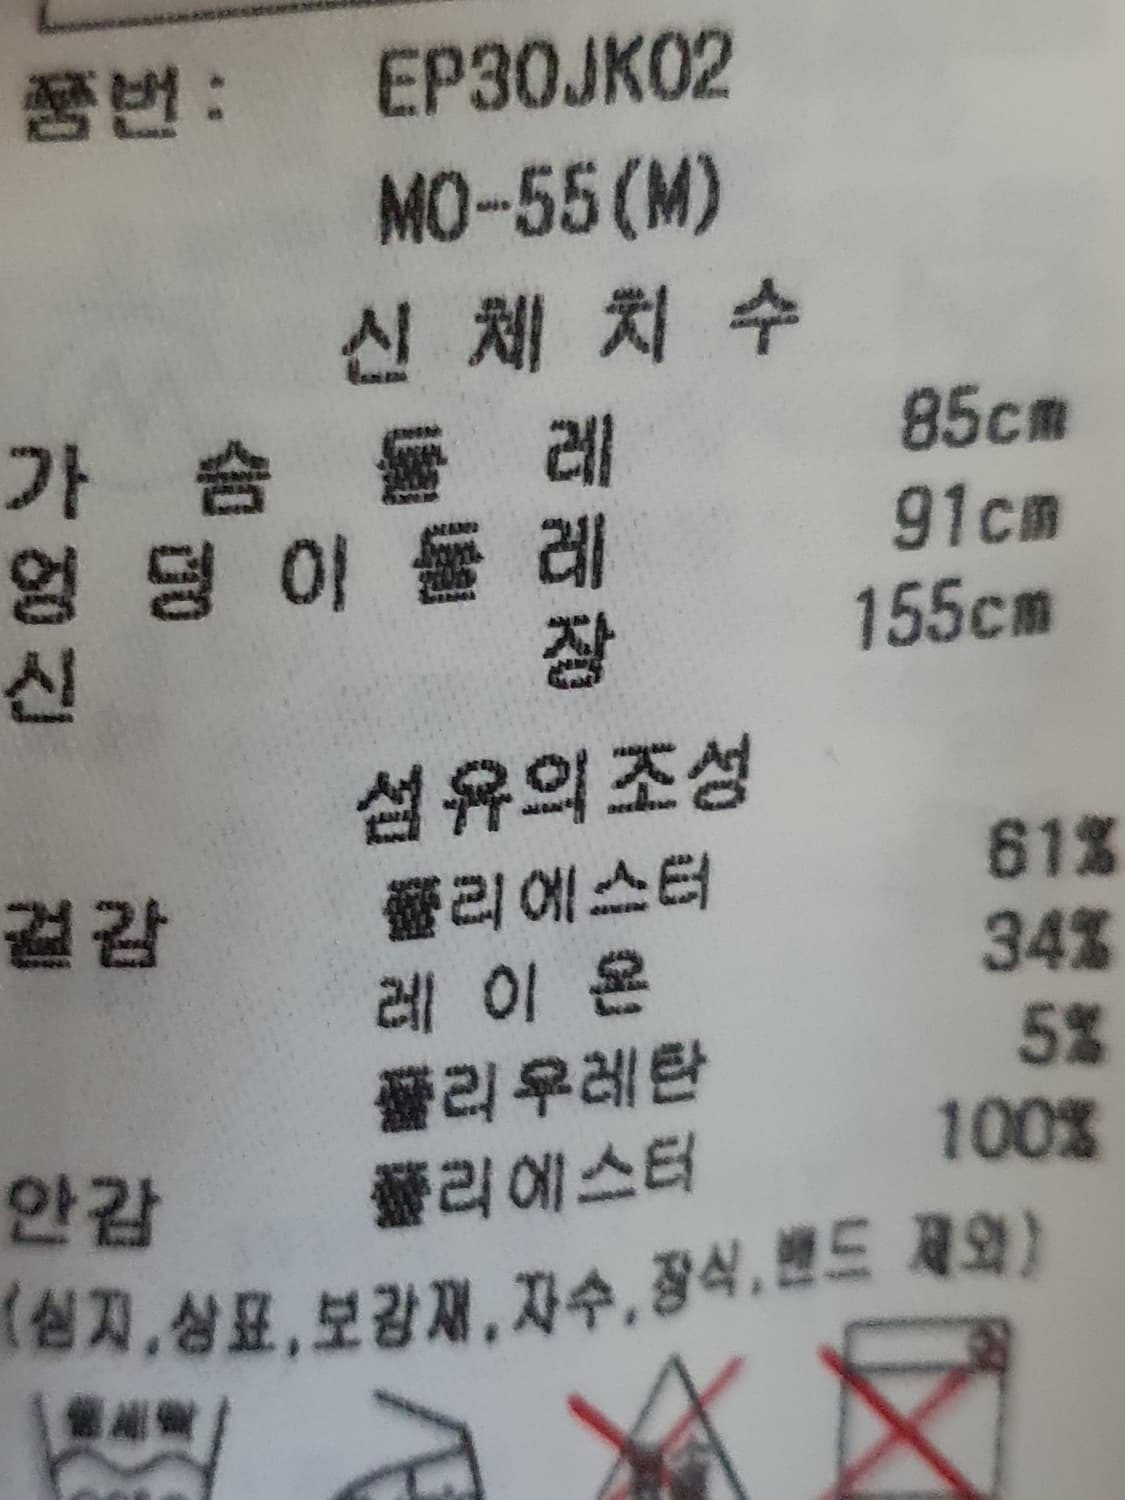 품번: EP30JK02
MO-55(M)
신체치수
가슴둘레 85cm
엉덩이둘레 91cm
신장 155cm
섬유의조성
겉감 폴리에스터 61%
레이온 34%
폴리우레탄 5%
안감 폴리에스터 100%
(심지,상표,보강재,자수,장식,밴드 제외)